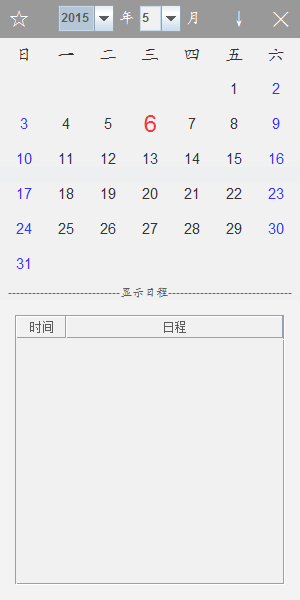 ☆ 2015 年 5 月 ↓ ×
日 一 二 三 四 五 六
1 2
3 4 5 6 7 8 9
10 11 12 13 14 15 16
17 18 19 20 21 22 23
24 25 26 27 28 29 30
31
----------------------------显示日程-------------------------------
时间 日程